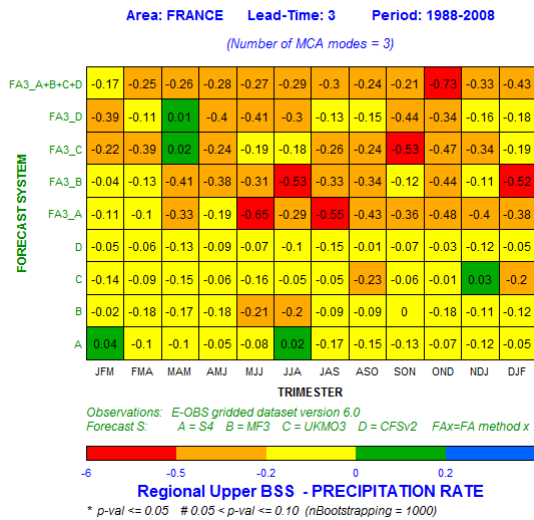 Area: FRANCE Lead-Time: 3 Period: 1988-2008
(Number of MCA modes = 3)
FORECAST SYSTEM
FA3_A+B+C+D -0.17 -0.25 -0.26 -0.28 -0.27 -0.29 -0.3 -0.24 -0.21 -0.73 -0.33 -0.43
FA3_D -0.39 -0.11 0.01 -0.4 -0.41 -0.3 -0.13 -0.15 -0.44 -0.34 -0.16 -0.18
FA3_C -0.22 -0.39 0.02 -0.24 -0.19 -0.18 -0.26 -0.24 -0.53 -0.47 -0.34 -0.19
FA3_B -0.04 -0.13 -0.41 -0.38 -0.31 -0.53 -0.33 -0.34 -0.12 -0.44 -0.11 -0.52
FA3_A -0.11 -0.1 -0.33 -0.19 -0.65 -0.29 -0.55 -0.43 -0.36 -0.48 -0.4 -0.38
D -0.05 -0.06 -0.13 -0.09 -0.07 -0.1 -0.15 -0.01 -0.07 -0.03 -0.12 -0.05
C -0.14 -0.09 -0.15 -0.06 -0.16 -0.05 -0.05 -0.23 -0.06 -0.01 0.03 -0.2
B -0.02 -0.18 -0.17 -0.18 -0.21 -0.2 -0.09 -0.09 0 -0.18 -0.11 -0.12
A 0.04 -0.1 -0.1 -0.05 -0.08 0.02 -0.17 -0.15 -0.13 -0.07 -0.12 -0.05
JFM FMA MAM AMJ MJJ JJA JAS ASO SON OND NDJ DJF
TRIMESTER
Observations: E-OBS gridded dataset version 6.0
Forecast S: A = S4 B = MF3 C = UKMO3 D = CFSv2 FAx=FA method x
-6 -0.5 -0.2 0 0.2
Regional Upper BSS - PRECIPITATION RATE
* p-val <= 0.05 # 0.05 < p-val <= 0.10 (nBootstrapping = 1000)